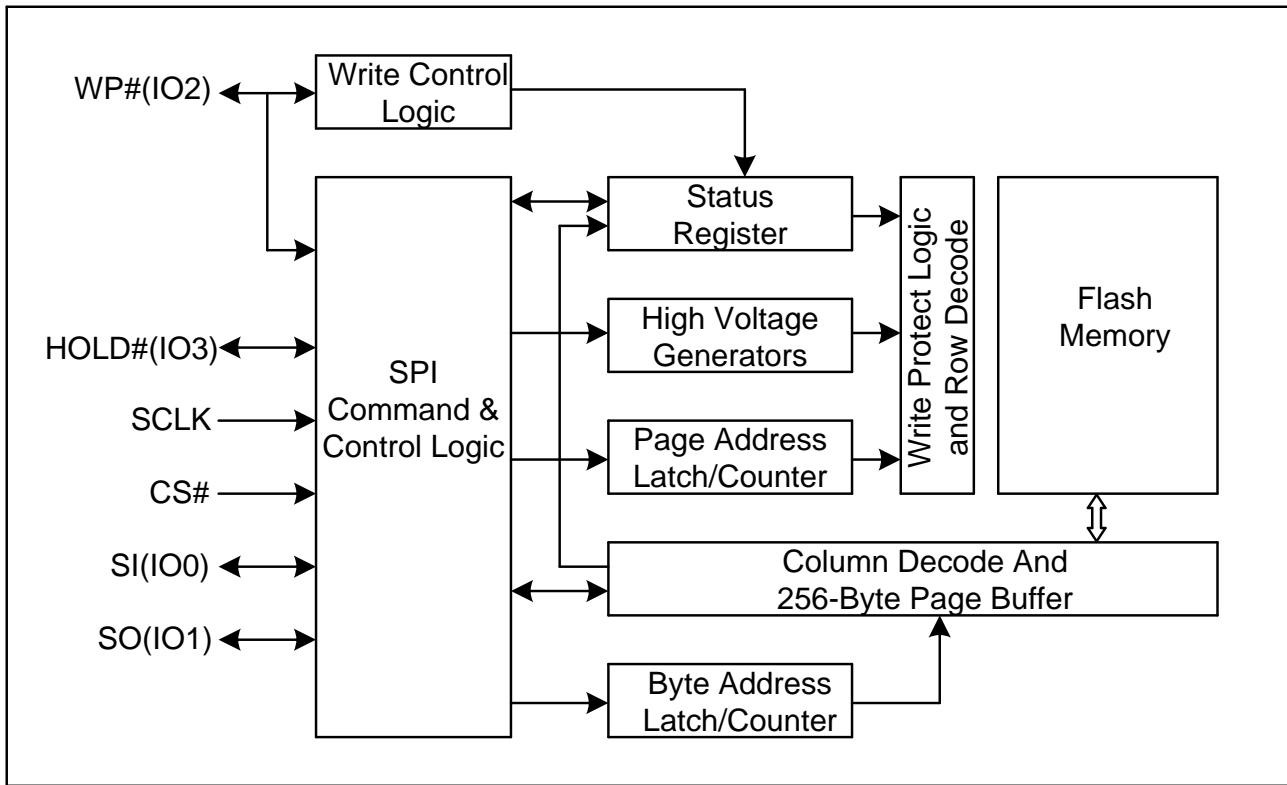 WP#(IO2)
Write Control
Logic
Status
Register
Write Protect Logic
and Row Decode
Flash
Memory
HOLD#(IO3)
High Voltage
Generators
SPI
Command &
Control Logic
SCLK
Page Address
Latch/Counter
CS#
SI(IO0)
Column Decode And
256-Byte Page Buffer
SO(IO1)
Byte Address
Latch/Counter